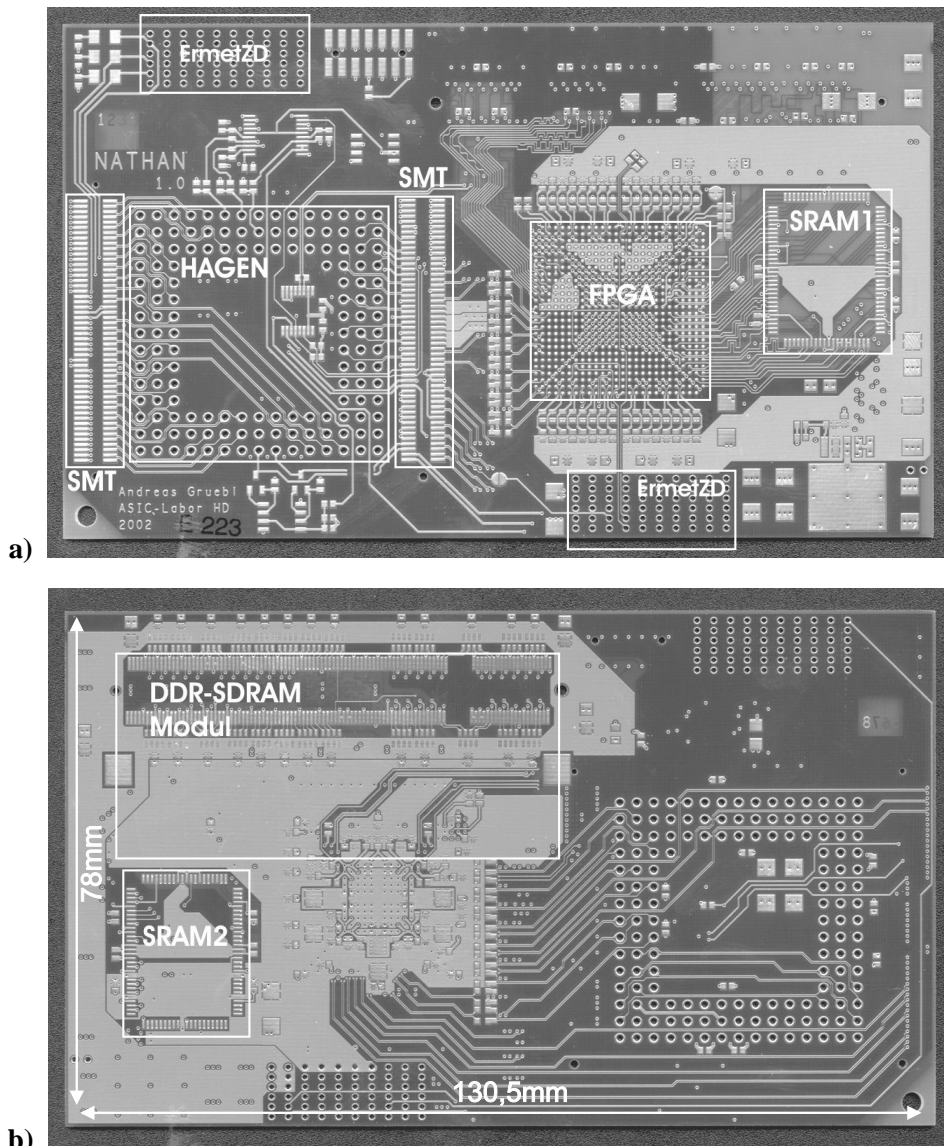 a)
ErmetZD
NATHAN
1.0
SMT
HAGEN
SRAM1
FPGA
SMT
Andreas Gruebl
ASIC-Labor HD
2002
E 223
ErmetZD
b)
DDR-SDRAM
Modul
678
78mm
SRAM2
130,5mm